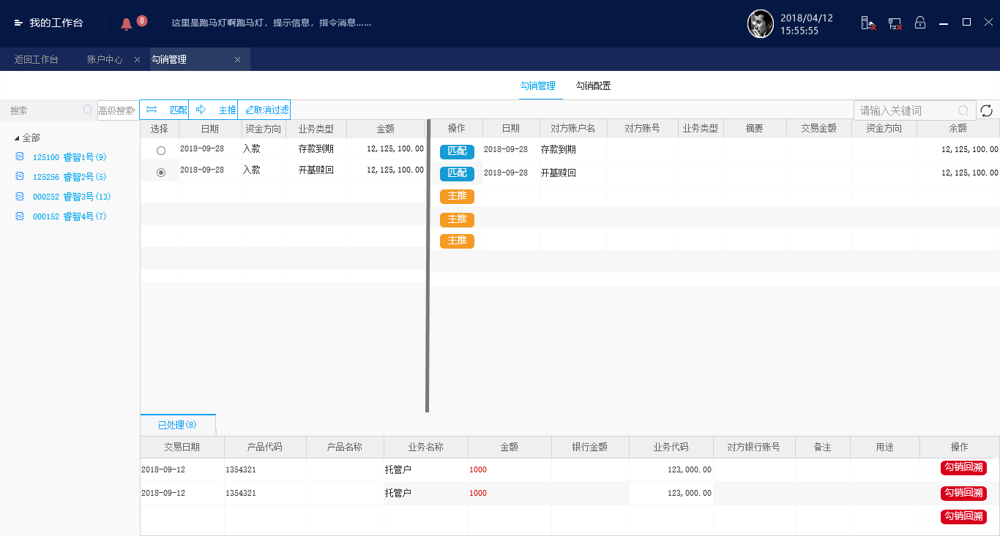 我的工作台 8 这里是跑马灯啊跑马灯，提示信息，指令消息…… 2018/04/12
15:55:55
返回工作台 账户中心 勾销管理
勾销管理 勾销配置
搜索 高级搜索 匹配 主推 取消过滤 请输入关键词
全部
125100 睿智1号(9)
125256 睿智2号(5)
000252 睿智3号(13)
000152 睿智4号(7)
选择 日期 资金方向 业务类型 金额
2018-09-28 入款 存款到期 12,125,100.00
2018-09-28 入款 开基赎回 12,125,100.00
操作 日期 对方账户名 对方账号 业务类型 摘要 交易金额 资金方向 余额
匹配 2018-09-28 存款到期 12,125,100.00
匹配 2018-09-28 开基赎回 12,125,100.00
主推
主推
主推
已处理(8)
交易日期 产品代码 产品名称 业务名称 金额 银行金额 业务代码 对方银行账号 备注 用途 操作
2018-09-12 1354321 托管户 1000 123,000.00 勾销回溯
2018-09-12 1354321 托管户 1000 123,000.00 勾销回溯
勾销回溯